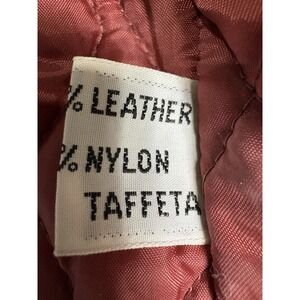 % LEATHER
% NYLON
TAFFETA